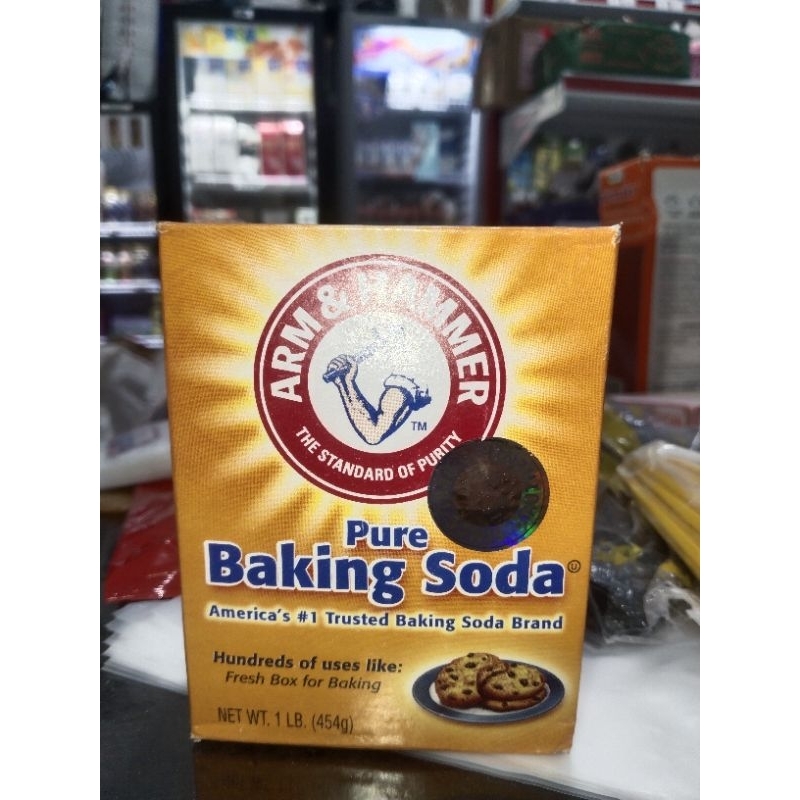 ARM & HAMMER
TM
THE STANDARD OF PURITY
Pure
Baking Soda
America's #1 Trusted Baking Soda Brand
Hundreds of uses like:
Fresh Box for Baking
NET WT. 1 LB. (454g)